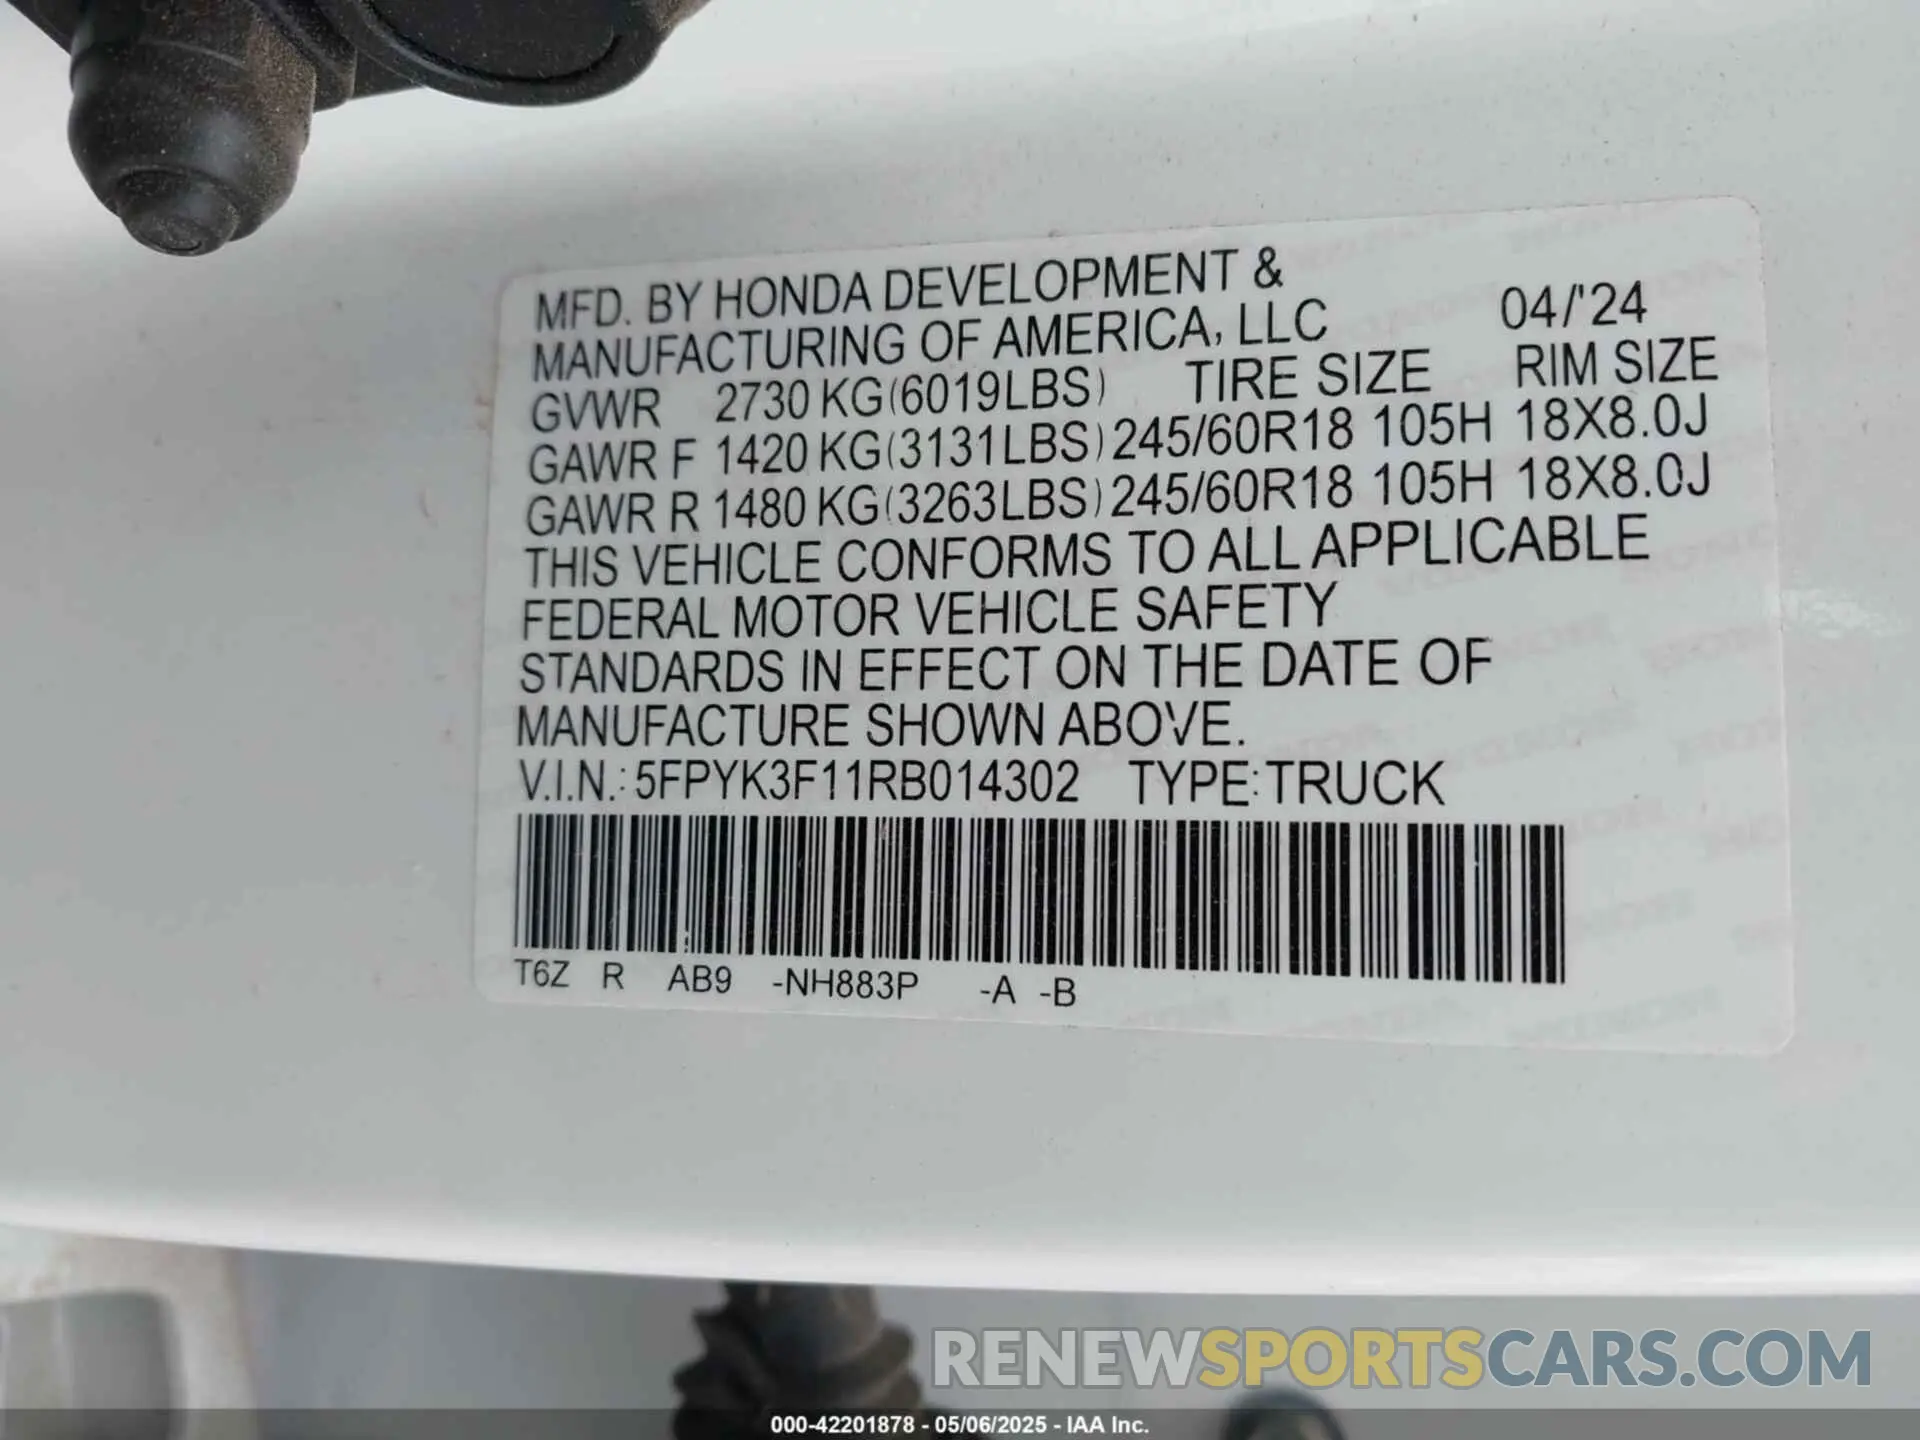 MFD. BY HONDA DEVELOPMENT &
MANUFACTURING OF AMERICA, LLC 04/'24
GVWR 2730 KG(6019LBS) TIRE SIZE RIM SIZE
GAWR F 1420 KG(3131LBS) 245/60R18 105H 18X8.0J
GAWR R 1480 KG(3263LBS) 245/60R18 105H 18X8.0J
THIS VEHICLE CONFORMS TO ALL APPLICABLE
FEDERAL MOTOR VEHICLE SAFETY
STANDARDS IN EFFECT ON THE DATE OF
MANUFACTURE SHOWN ABOVE.
V.I.N.: 5FPYK3F11RB014302 TYPE:TRUCK
T6Z R AB9 -NH883P -A -B
RENEWSPORTSCARS.COM
000-42201878 - 05/06/2025 - IAA Inc.